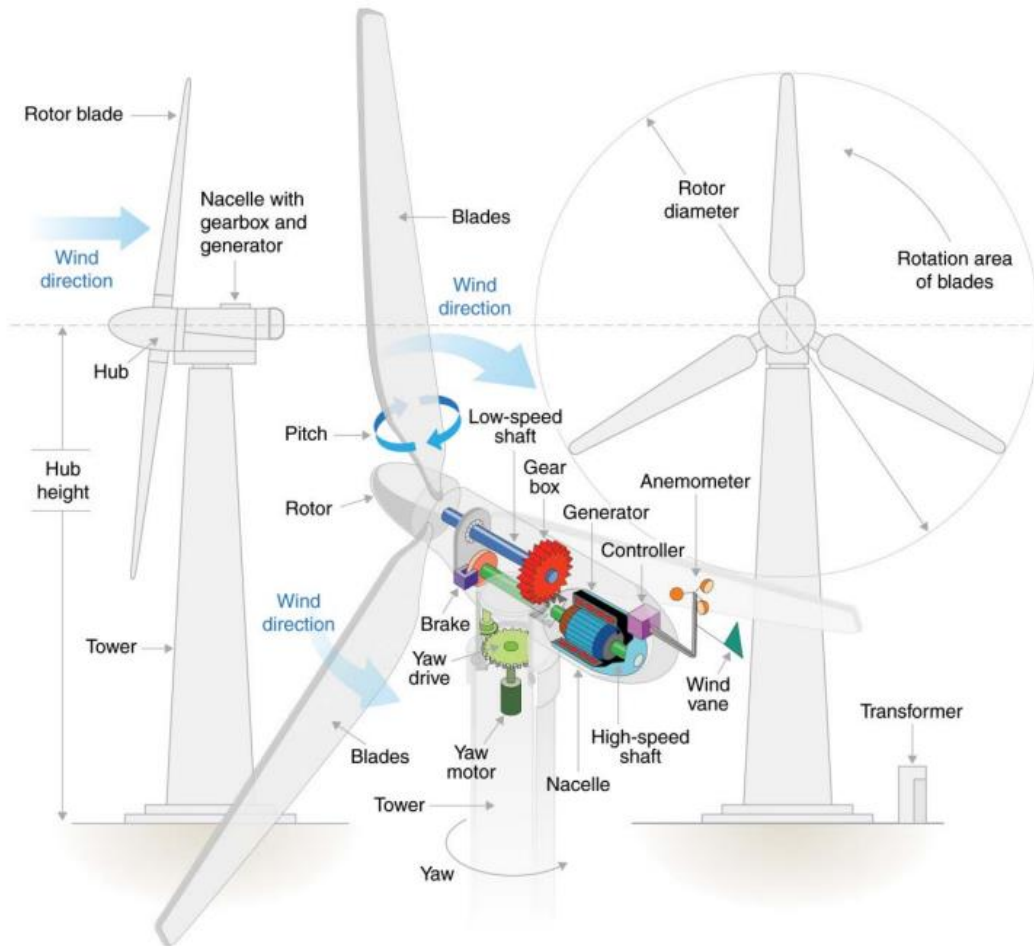 Rotor blade
Nacelle with
gearbox and
generator
Wind
direction
Hub
Hub
height
Tower
Blades
Wind
direction
Pitch
Low-speed
shaft
Gear
box
Rotor
Generator
Controller
Anemometer
Wind
direction
Brake
Yaw
drive
Wind
vane
Blades
Yaw
motor
High-speed
shaft
Nacelle
Tower
Yaw
Rotor
diameter
Rotation area
of blades
Transformer